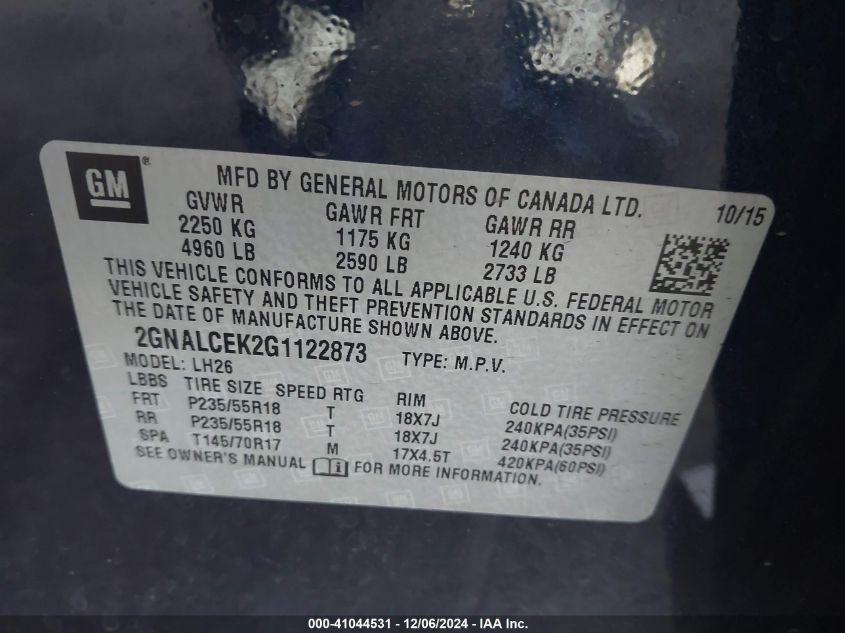 GM ®
MFD BY GENERAL MOTORS OF CANADA LTD. 10/15
GVWR GAWR FRT GAWR RR
2250 KG 1175 KG 1240 KG
4960 LB 2590 LB 2733 LB
THIS VEHICLE CONFORMS TO ALL APPLICABLE U.S. FEDERAL MOTOR
VEHICLE SAFETY AND THEFT PREVENTION STANDARDS IN EFFECT ON
THE DATE OF MANUFACTURE SHOWN ABOVE.
2GNALCEK2G1122873 TYPE: M.P.V.
MODEL: LH26
LBBS TIRE SIZE SPEED RTG RIM COLD TIRE PRESSURE
FRT P235/55R18 T 18X7J 240KPA(35PSI)
RR P235/55R18 T 18X7J 240KPA(35PSI)
SPA T145/70R17 M 17X4.5T 420KPA(60PSI)
SEE OWNER'S MANUAL FOR MORE INFORMATION.
000-41044531 - 12/06/2024 - IAA Inc.